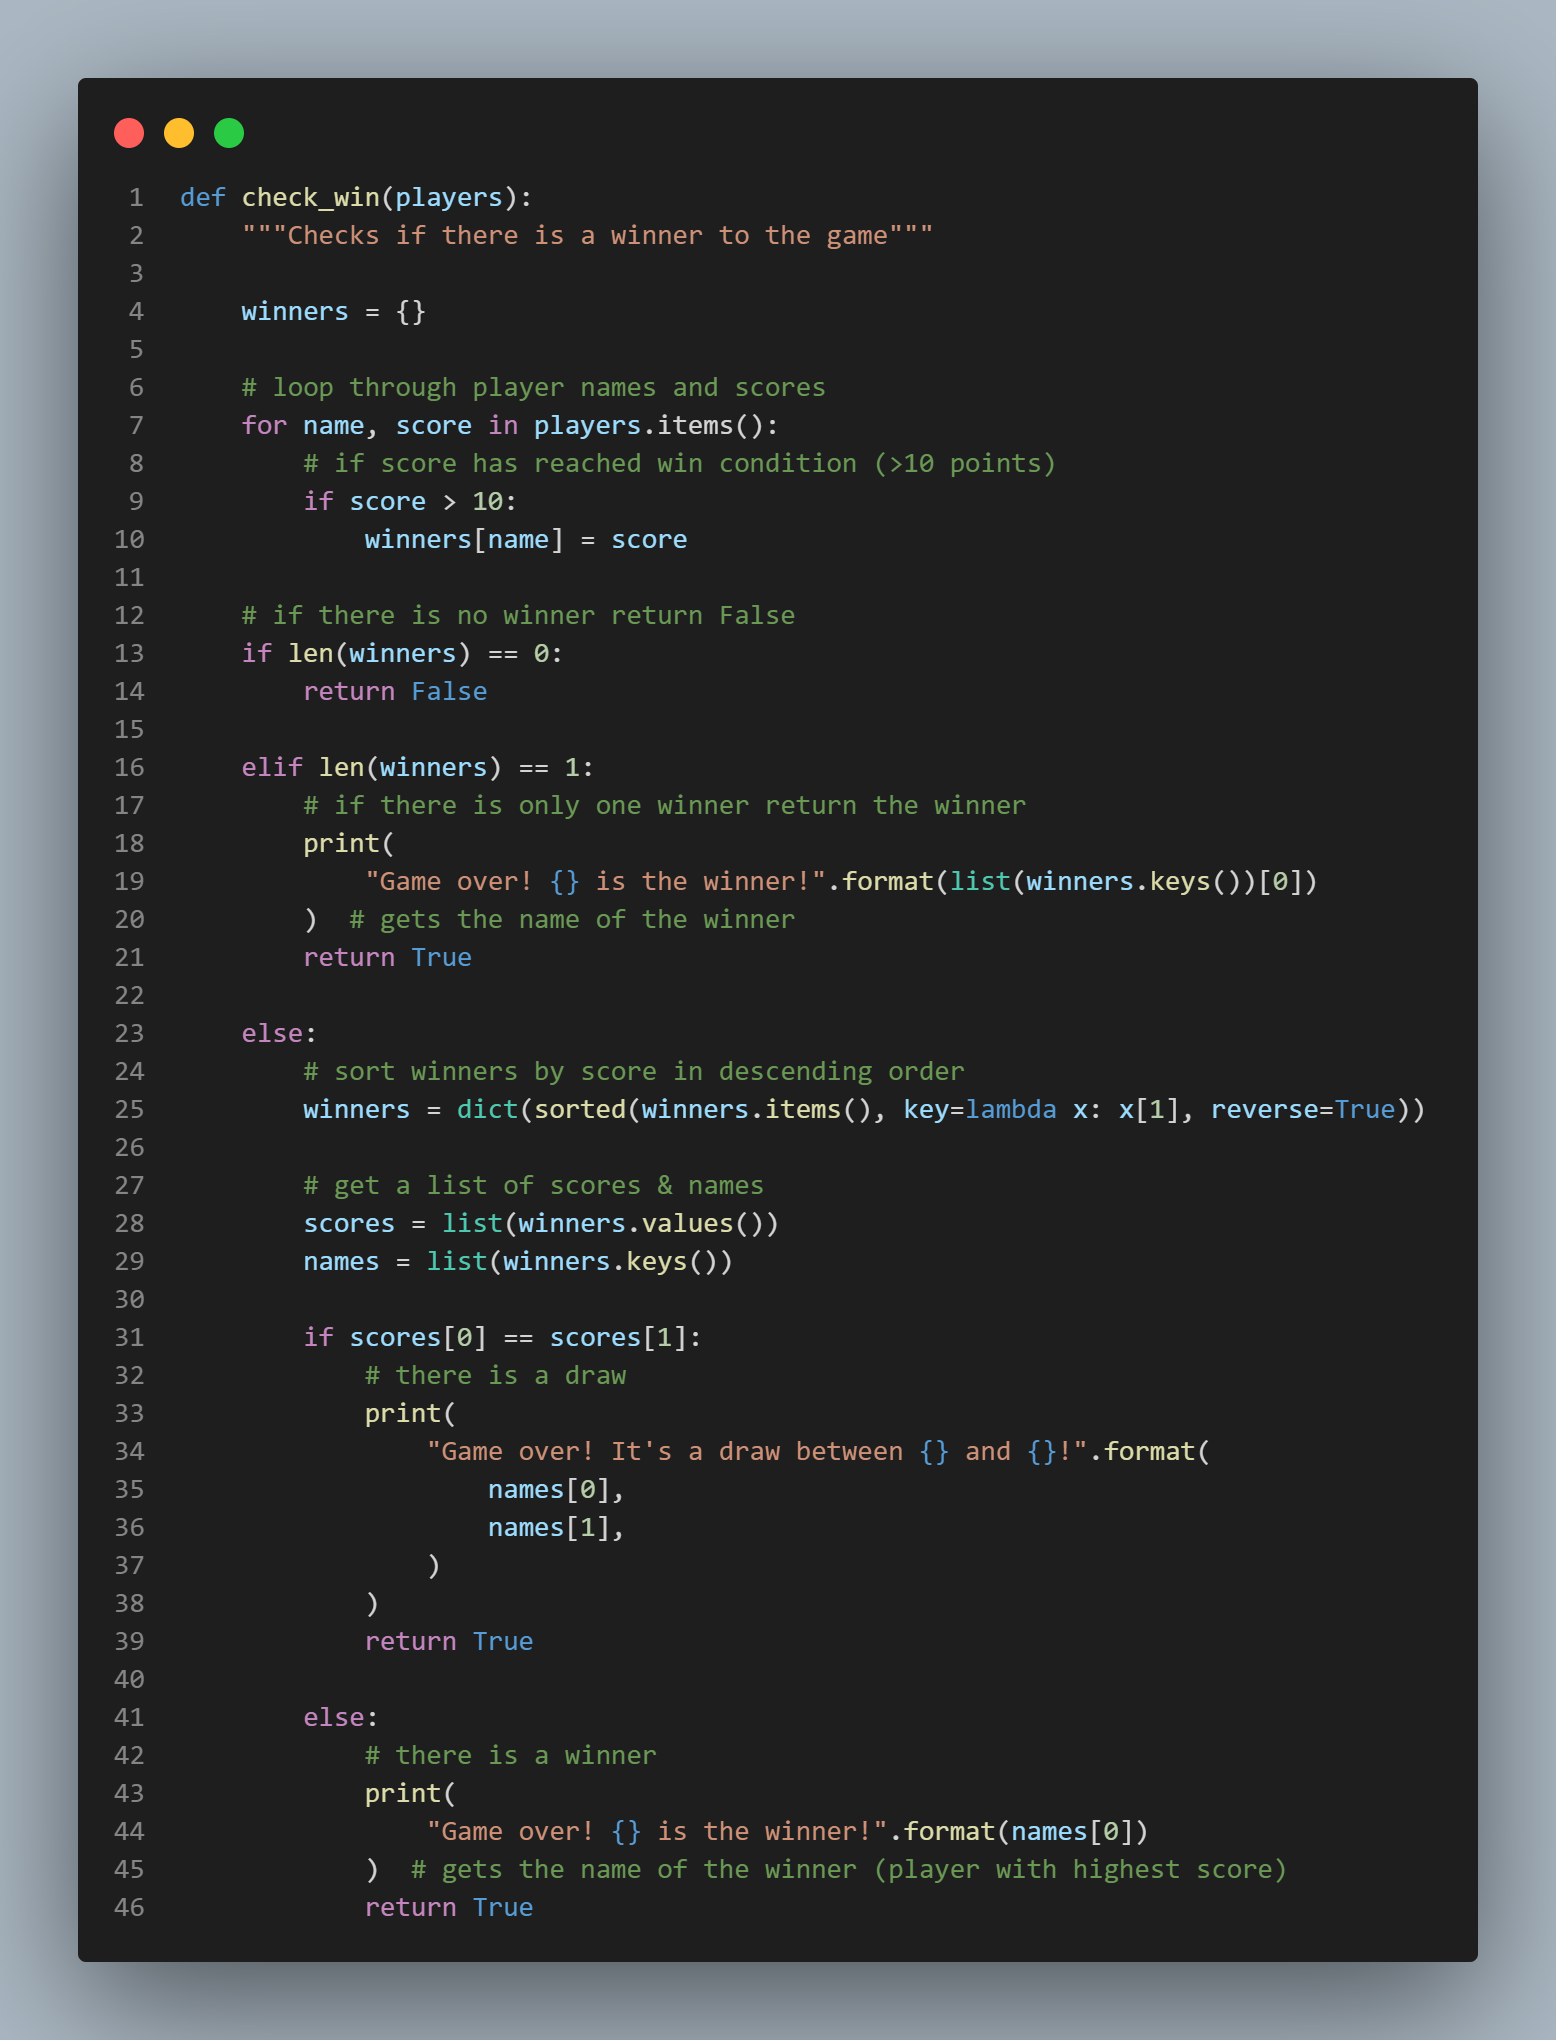 1 def check_win(players):
2     """Checks if there is a winner to the game"""
3
4     winners = {}
5
6     # loop through player names and scores
7     for name, score in players.items():
8         # if score has reached win condition (>10 points)
9         if score > 10:
10             winners[name] = score
11
12     # if there is no winner return False
13     if len(winners) == 0:
14         return False
15
16     elif len(winners) == 1:
17         # if there is only one winner return the winner
18         print(
19             "Game over! {} is the winner!".format(list(winners.keys())[0])
20         )  # gets the name of the winner
21         return True
22
23     else:
24         # sort winners by score in descending order
25         winners = dict(sorted(winners.items(), key=lambda x: x[1], reverse=True))
26
27         # get a list of scores & names
28         scores = list(winners.values())
29         names = list(winners.keys())
30
31         if scores[0] == scores[1]:
32             # there is a draw
33             print(
34                 "Game over! It's a draw between {} and {}!".format(
35                     names[0],
36                     names[1],
37                 )
38             )
39             return True
40
41         else:
42             # there is a winner
43             print(
44                 "Game over! {} is the winner!".format(names[0])
45             )  # gets the name of the winner (player with highest score)
46             return True